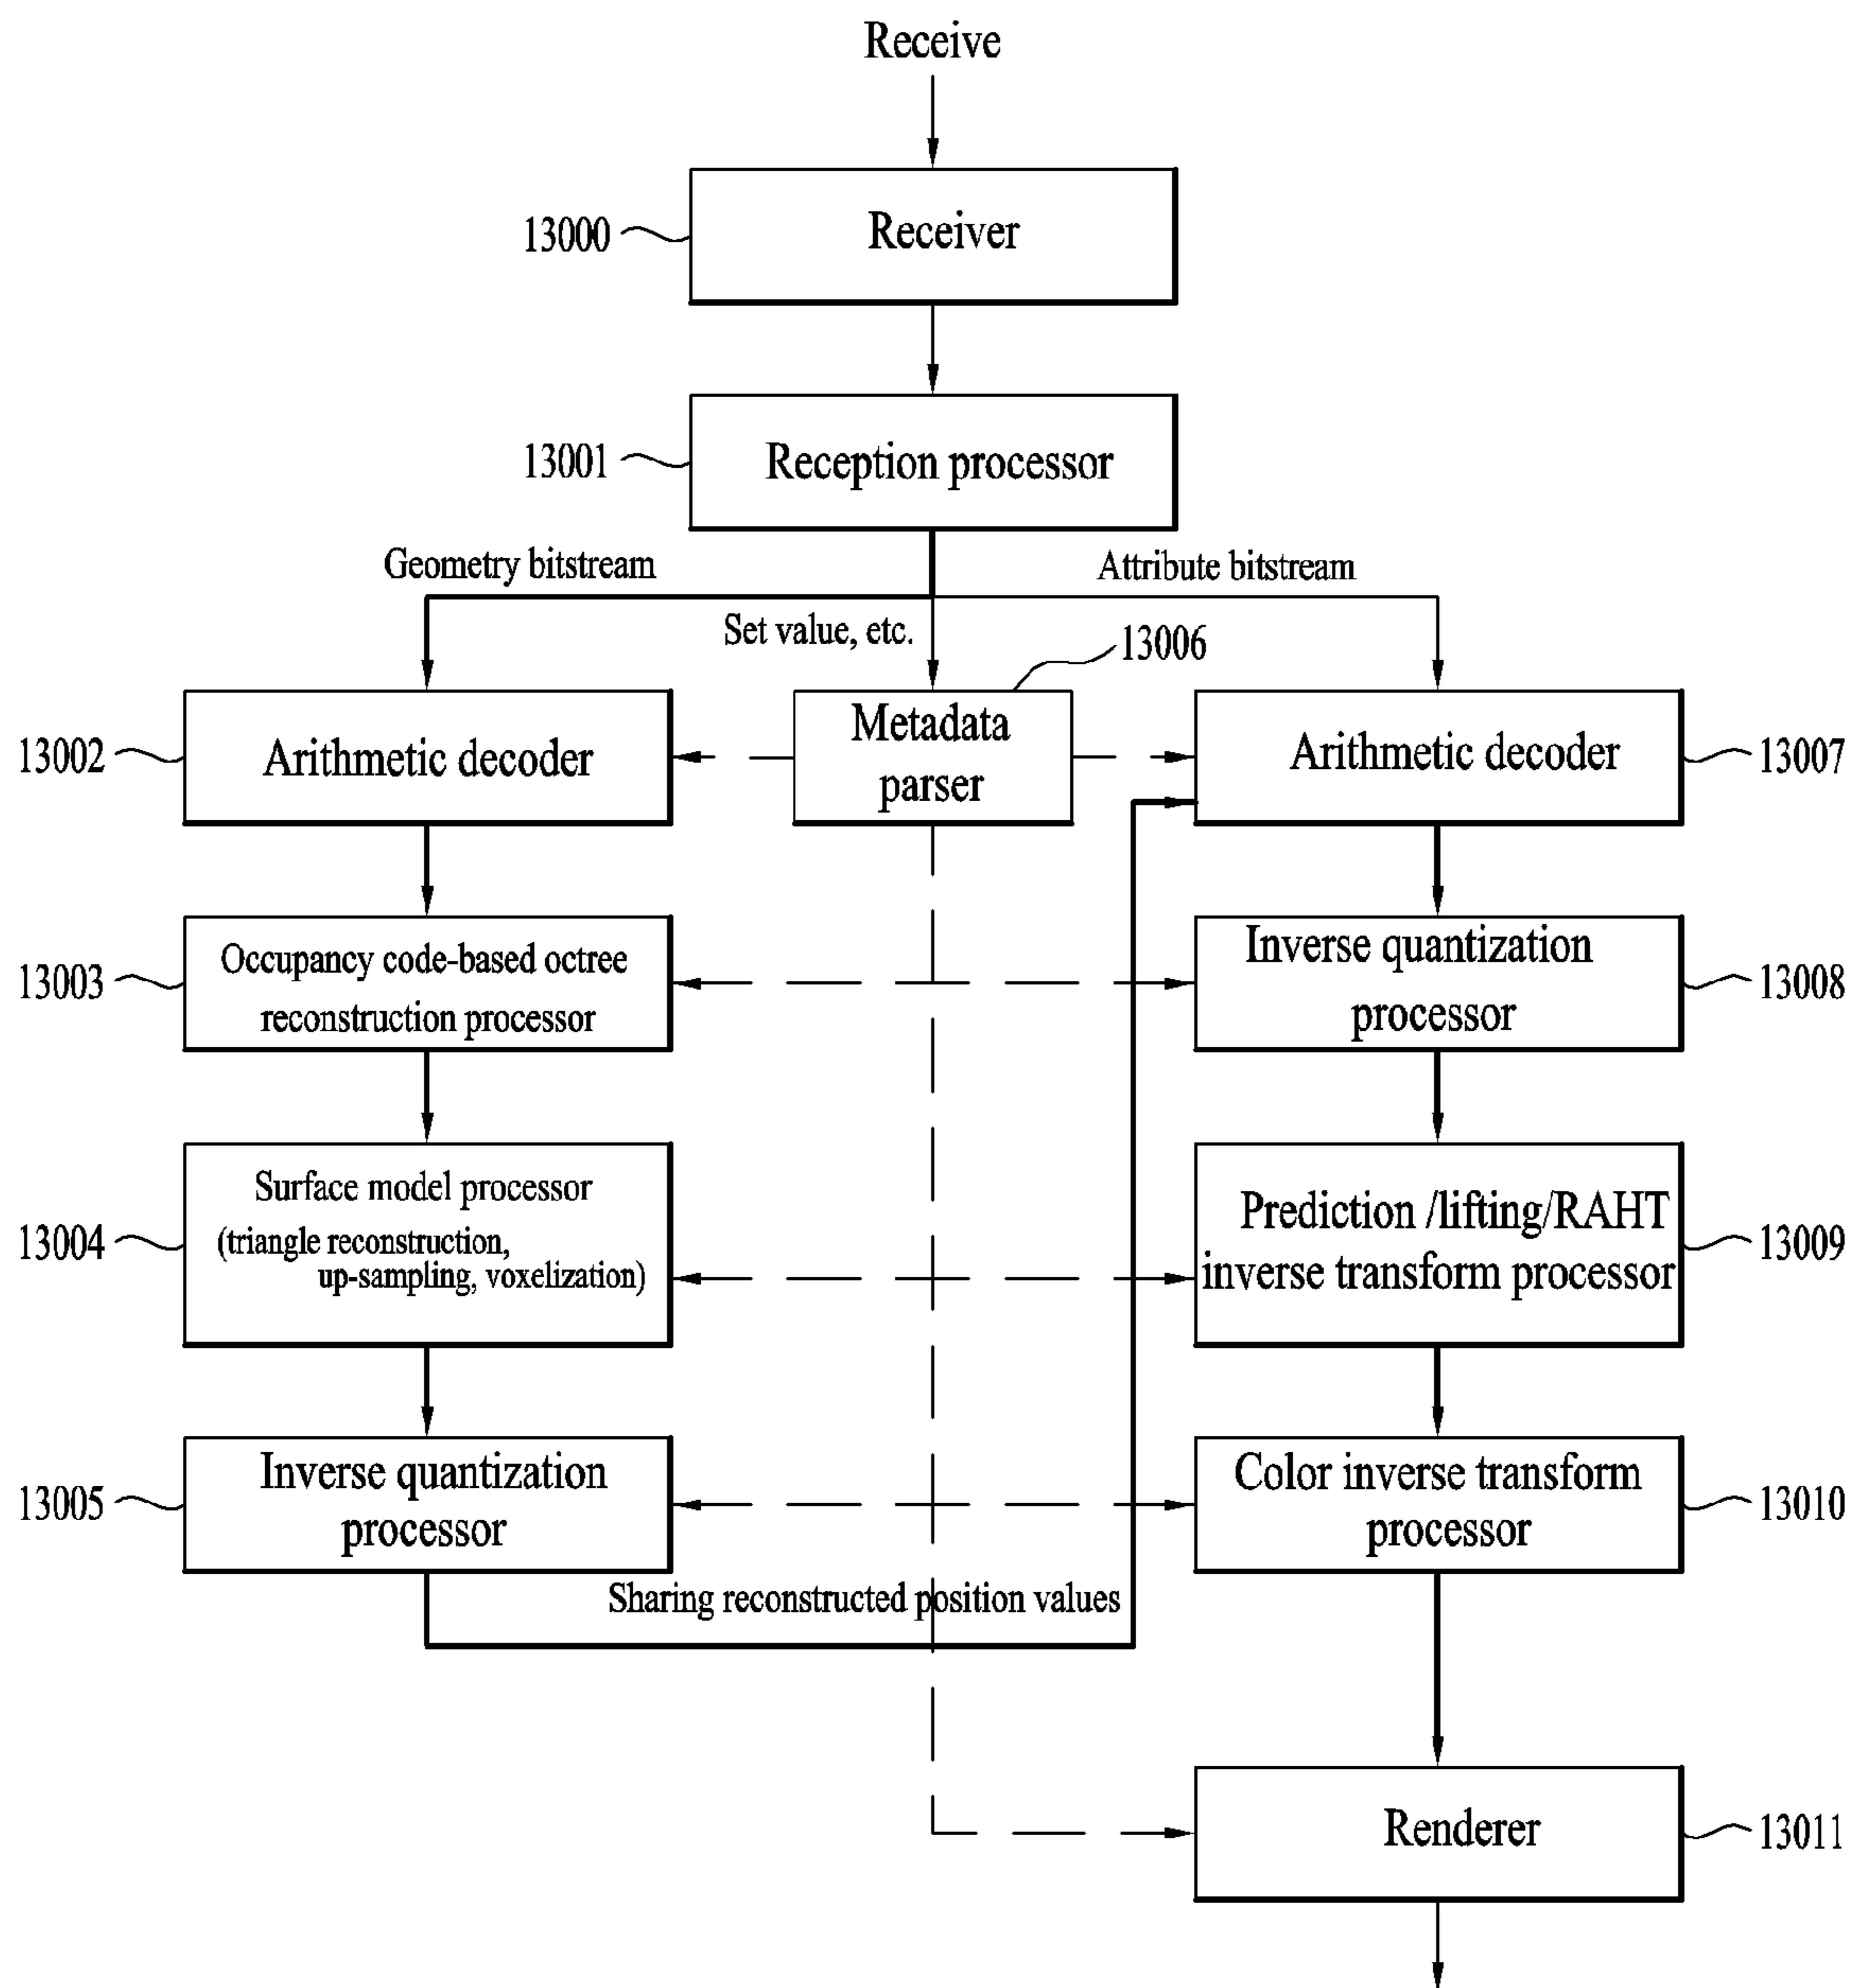 Receive
13000
Receiver
13001
Reception processor
Geometry bitstream
Attribute bitstream
Set value, etc.
13006
13002
Arithmetic decoder
Metadata
parser
Arithmetic decoder
13007
13003
Occupancy code-based octree
reconstruction processor
Inverse quantization
processor
13008
13004
Surface model processor
(triangle reconstruction,
up-sampling, voxelization)
Prediction /lifting/RAHT
inverse transform processor
13009
13005
Inverse quantization
processor
Color inverse transform
processor
13010
Sharing reconstructed position values
Renderer
13011